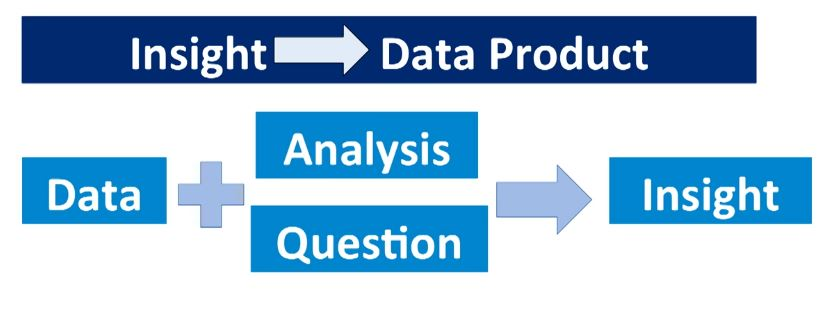 Insight Data Product
Analysis
Data
Insight
Question